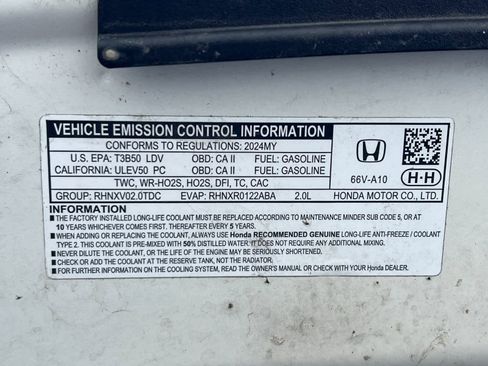 VEHICLE EMISSION CONTROL INFORMATION
CONFORMS TO REGULATIONS: 2024MY
U.S. EPA: T3B50 LDV OBD: CA II FUEL: GASOLINE
CALIFORNIA: ULEV50 PC OBD: CA II FUEL: GASOLINE
TWC, WR-HO2S, HO2S, DFI, TC, CAC
GROUP: RHNXV02.0TDC EVAP: RHNXR0122ABA 2.0L
66V-A10
H-H
HONDA MOTOR CO., LTD.
INFORMATION
■ THE FACTORY INSTALLED LONG-LIFE COOLANT MUST BE REPLACED ACCORDING TO MAINTENANCE MINDER SUB CODE 5, OR AT
10 YEARS WHICHEVER COMES FIRST. THEREAFTER EVERY 5 YEARS.
■ WHEN ADDING OR REPLACING THE COOLANT, ALWAYS USE Honda RECOMMENDED GENUINE LONG-LIFE ANTI-FREEZE / COOLANT
TYPE 2. THIS COOLANT IS PRE-MIXED WITH 50% DISTILLED WATER. IT DOES NOT NEED TO BE MIXED WITH WATER.
■ NEVER DILUTE THE COOLANT, OR THE LIFE OF THE ENGINE MAY BE SERIOUSLY SHORTENED.
■ CHECK OR ADD THE COOLANT AT THE RESERVE TANK, NOT THE RADIATOR.
■ FOR FURTHER INFORMATION ON THE COOLING SYSTEM, READ THE OWNER'S MANUAL OR CHECK WITH YOUR Honda DEALER.